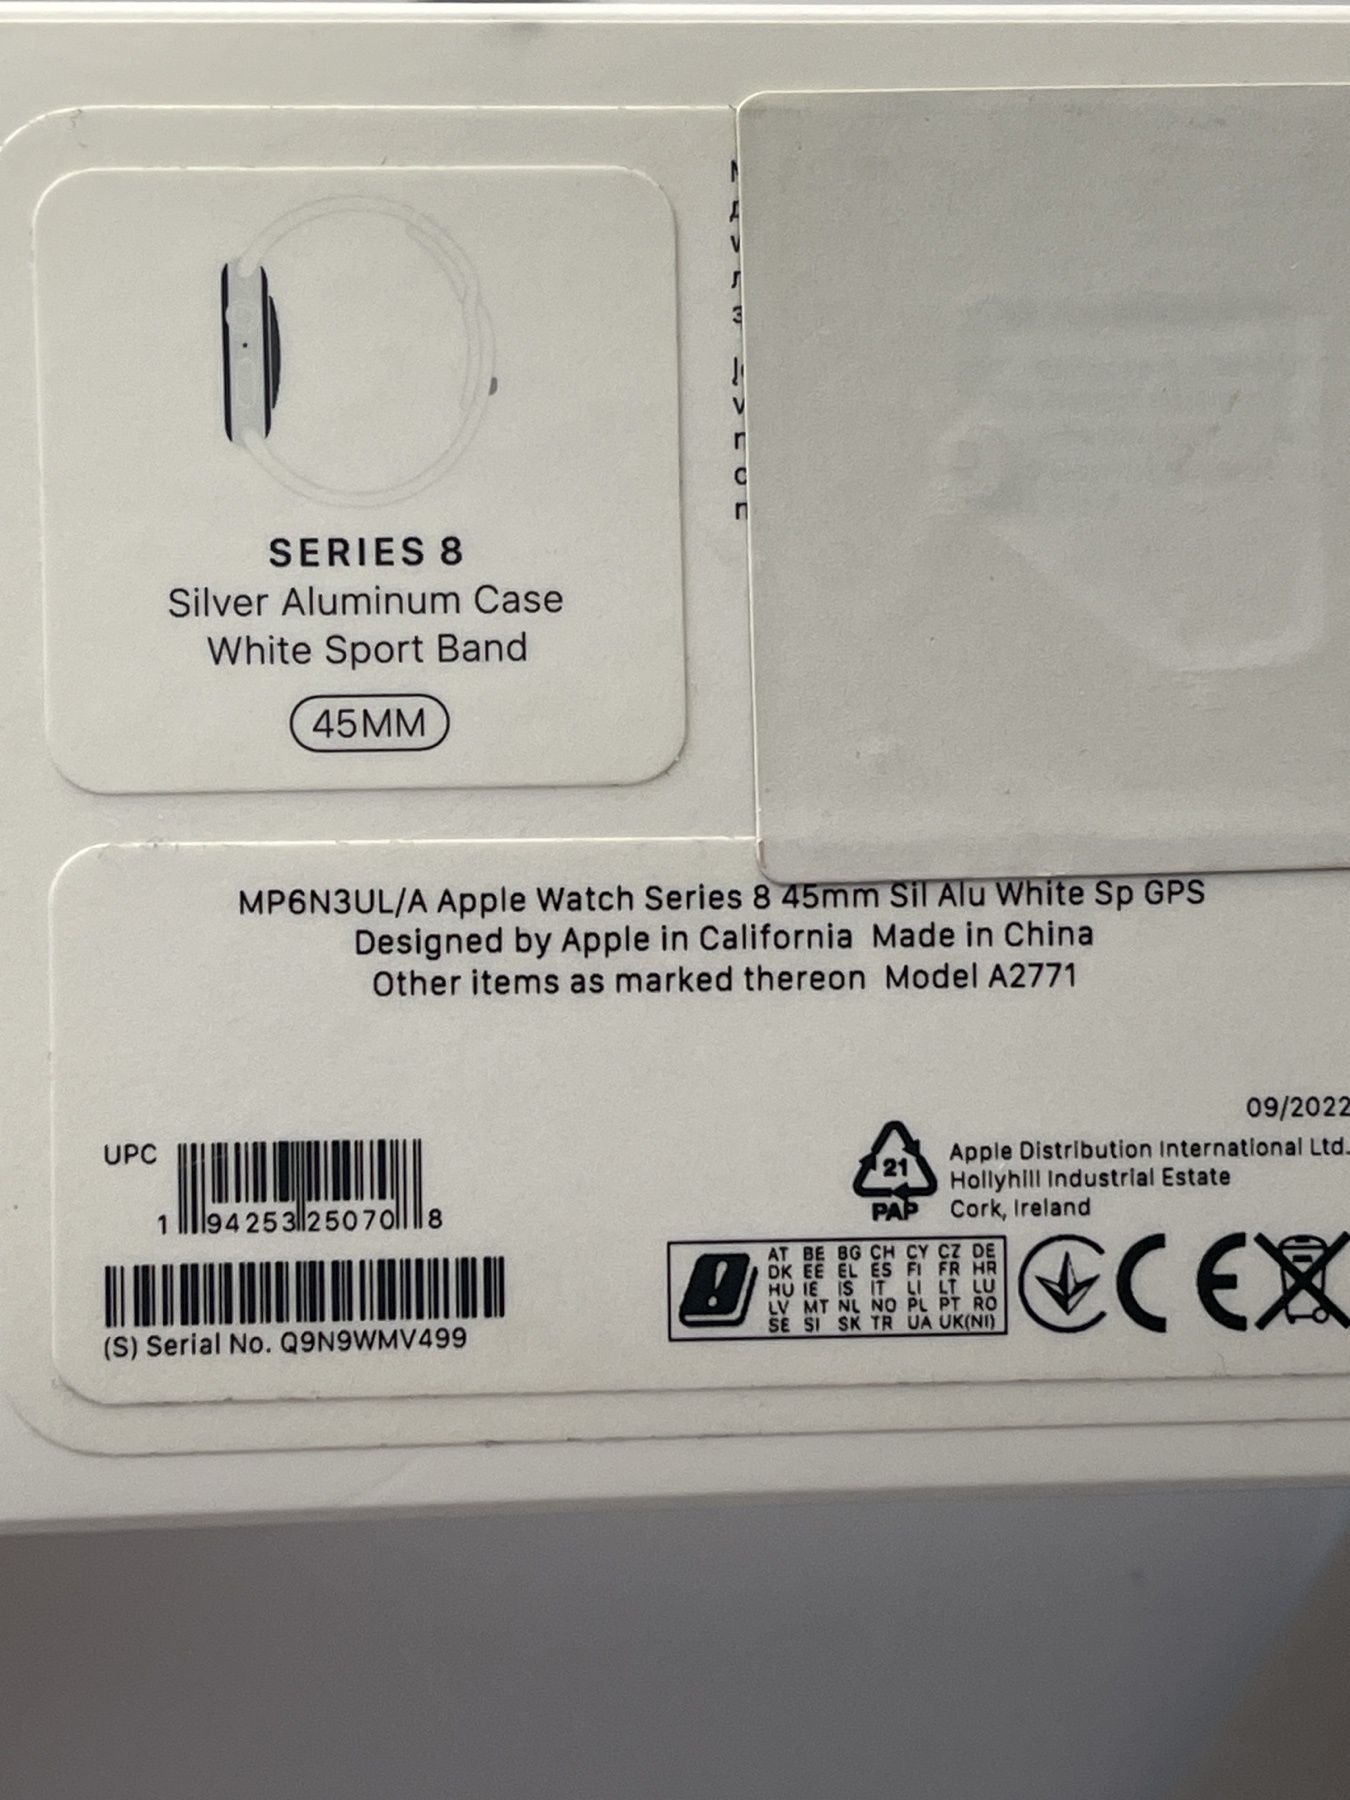 SERIES 8
Silver Aluminum Case
White Sport Band
45MM
MP6N3UL/A Apple Watch Series 8 45mm Sil Alu White Sp GPS
Designed by Apple in California Made in China
Other items as marked thereon Model A2771
09/2022
UPC
1 94253 25070 8
(S) Serial No. Q9N9WMV499
21
PAP
Apple Distribution International Ltd.
Hollyhill Industrial Estate
Cork, Ireland
AT BE BG CH CY CZ DE
DK EE EL ES FI FR HR
HU IE IS IT LI LT LU
LV MT NL NO PL PT RO
SE SI SK TR UA UK(NI)
CE